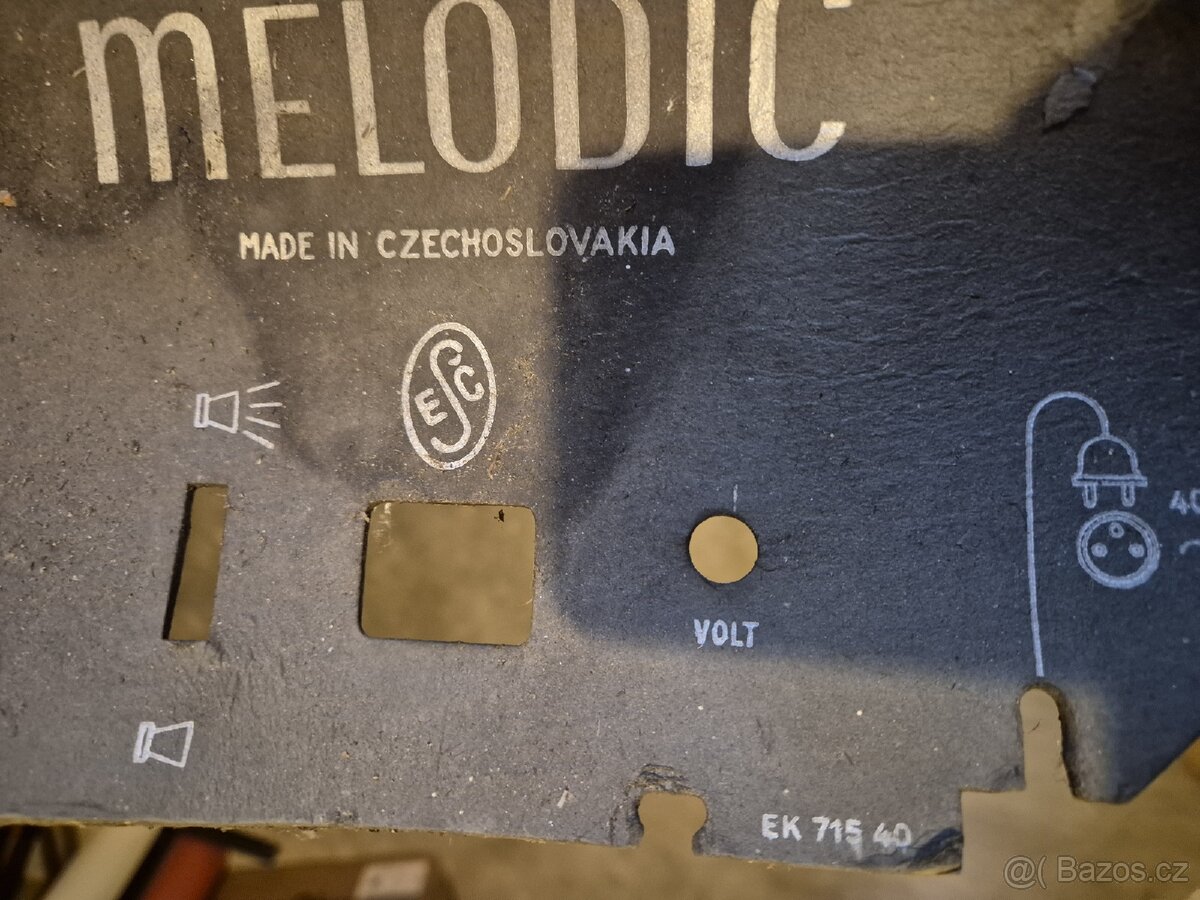 MELODIC
MADE IN CZECHOSLOVAKIA
ESC
VOLT
EK 715 40
@( Bazos.cz